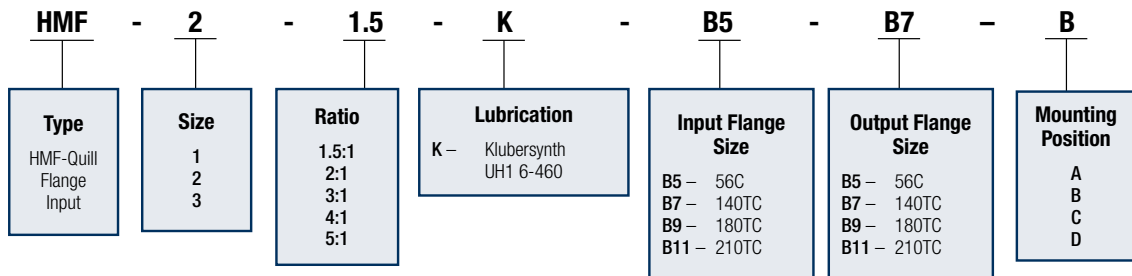 HMF - 2 - 1.5 - K - B5 - B7 – B
Type
HMF-Quill
Flange
Input
Size
1
2
3
Ratio
1.5:1
2:1
3:1
4:1
5:1
Lubrication
K – Klubersynth
UH1 6-460
Input Flange
Size
B5 – 56C
B7 – 140TC
B9 – 180TC
B11 – 210TC
Output Flange
Size
B5 – 56C
B7 – 140TC
B9 – 180TC
B11 – 210TC
Mounting
Position
A
B
C
D